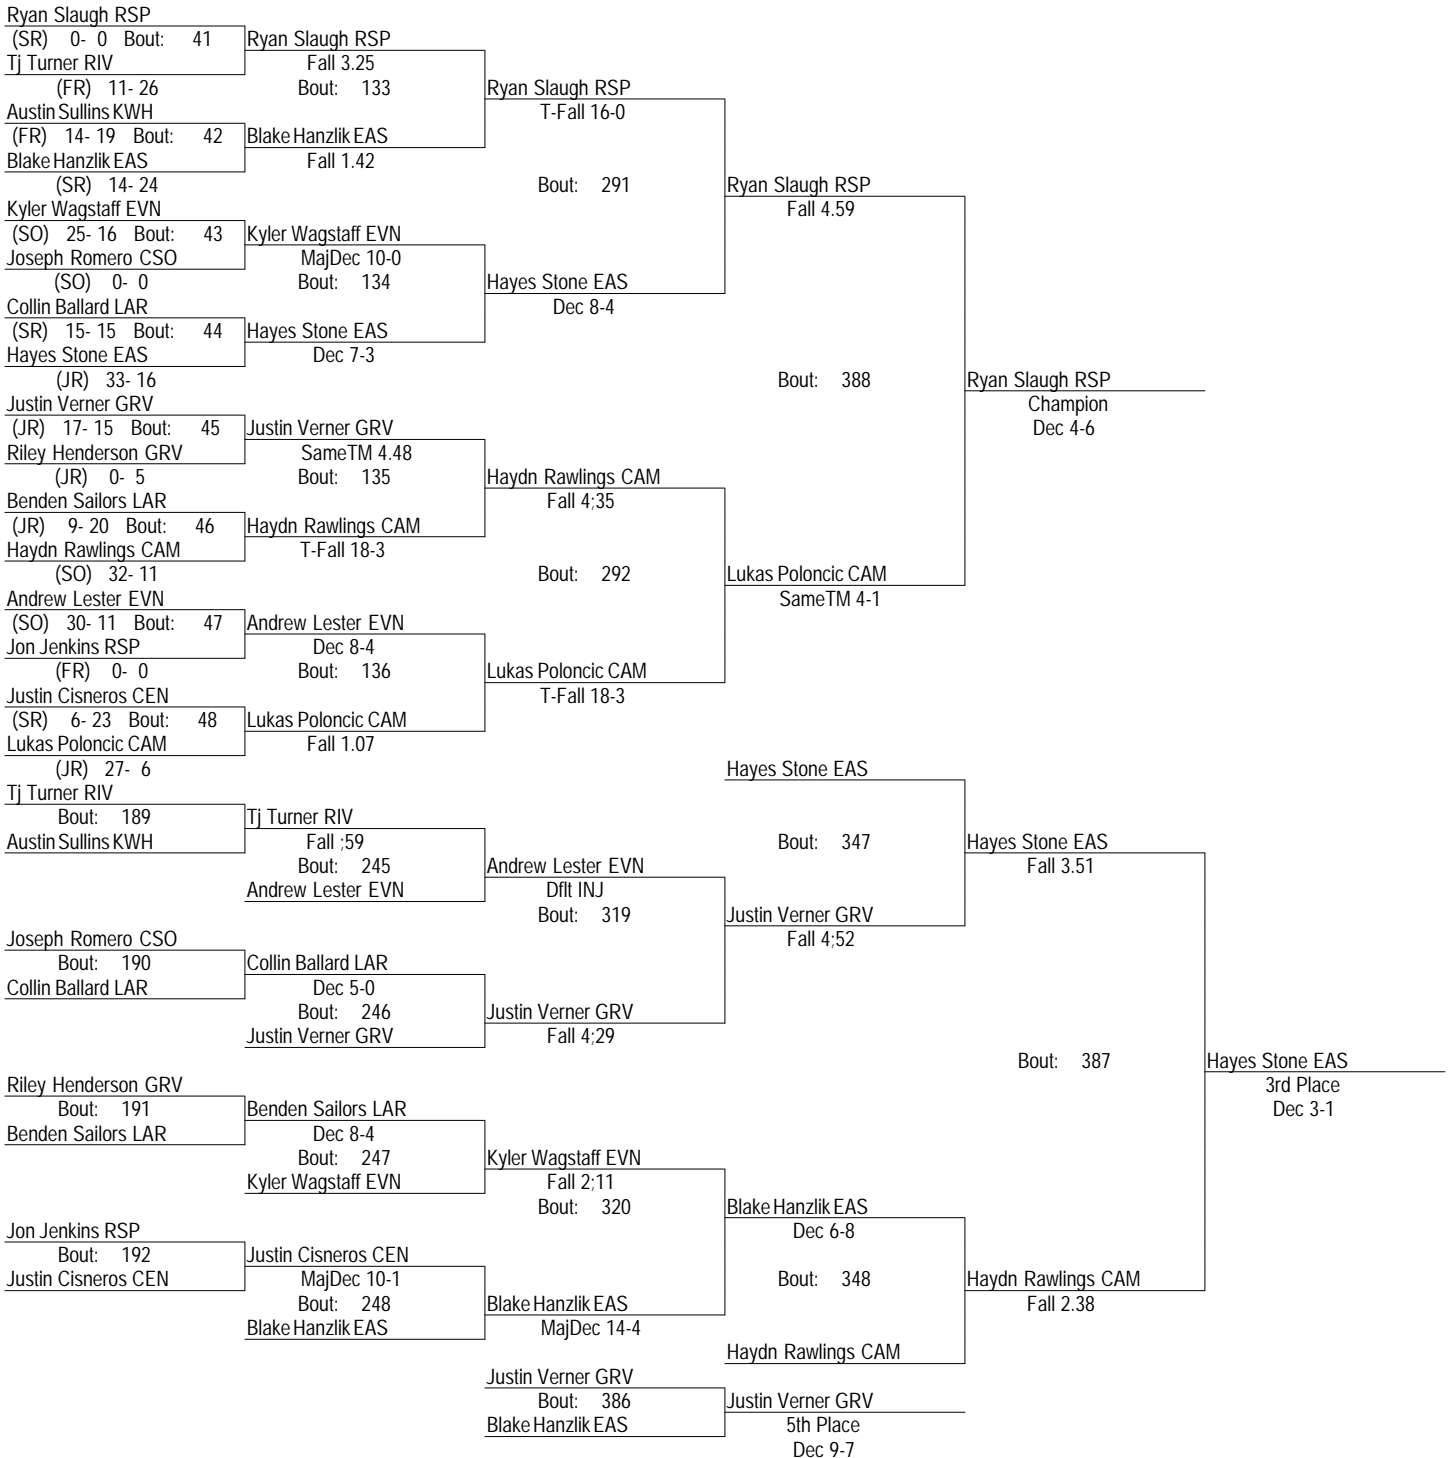 Ryan Slaugh RSP
(SR) 0- 0 Bout: 41 Ryan Slaugh RSP
Tj Turner RIV Fall 3.25
(FR) 11- 26 Bout: 133 Ryan Slaugh RSP
Austin Sullins KWH T-Fall 16-0
(FR) 14- 19 Bout: 42 Blake Hanzlik EAS
Blake Hanzlik EAS Fall 1.42
(SR) 14- 24 Bout: 291 Ryan Slaugh RSP
Kyler Wagstaff EVN Fall 4.59
(SO) 25- 16 Bout: 43 Kyler Wagstaff EVN
Joseph Romero CSO MajDec 10-0
(SO) 0- 0 Bout: 134 Hayes Stone EAS
Collin Ballard LAR Dec 8-4
(SR) 15- 15 Bout: 44 Hayes Stone EAS
Hayes Stone EAS Dec 7-3
(JR) 33- 16 Bout: 388 Ryan Slaugh RSP
Justin Verner GRV Champion
(JR) 17- 15 Bout: 45 Justin Verner GRV Dec 4-6
Riley Henderson GRV SameTM 4.48
(JR) 0- 5 Bout: 135 Haydn Rawlings CAM
Benden Sailors LAR Fall 4;35
(JR) 9- 20 Bout: 46 Haydn Rawlings CAM
Haydn Rawlings CAM T-Fall 18-3
(SO) 32- 11 Bout: 292 Lukas Poloncic CAM
Andrew Lester EVN SameTM 4-1
(SO) 30- 11 Bout: 47 Andrew Lester EVN
Jon Jenkins RSP Dec 8-4
(FR) 0- 0 Bout: 136 Lukas Poloncic CAM
Justin Cisneros CEN T-Fall 18-3
(SR) 6- 23 Bout: 48 Lukas Poloncic CAM
Lukas Poloncic CAM Fall 1.07
(JR) 27- 6 Hayes Stone EAS
Tj Turner RIV
Bout: 189 Tj Turner RIV
Austin Sullins KWH Fall ;59 Bout: 347 Hayes Stone EAS
Bout: 245 Andrew Lester EVN Fall 3.51
Andrew Lester EVN Dflt INJ
Bout: 319 Justin Verner GRV
Joseph Romero CSO Fall 4;52
Bout: 190 Collin Ballard LAR
Collin Ballard LAR Dec 5-0
Bout: 246 Justin Verner GRV
Justin Verner GRV Fall 4;29
Bout: 387 Hayes Stone EAS
Riley Henderson GRV 3rd Place
Bout: 191 Benden Sailors LAR Dec 3-1
Benden Sailors LAR Dec 8-4
Bout: 247 Kyler Wagstaff EVN
Kyler Wagstaff EVN Fall 2;11
Bout: 320 Blake Hanzlik EAS
Jon Jenkins RSP Dec 6-8
Bout: 192 Justin Cisneros CEN
Justin Cisneros CEN MajDec 10-1 Bout: 348 Haydn Rawlings CAM
Bout: 248 Blake Hanzlik EAS Fall 2.38
Blake Hanzlik EAS MajDec 14-4
Haydn Rawlings CAM
Justin Verner GRV
Bout: 386 Justin Verner GRV
Blake Hanzlik EAS 5th Place
Dec 9-7